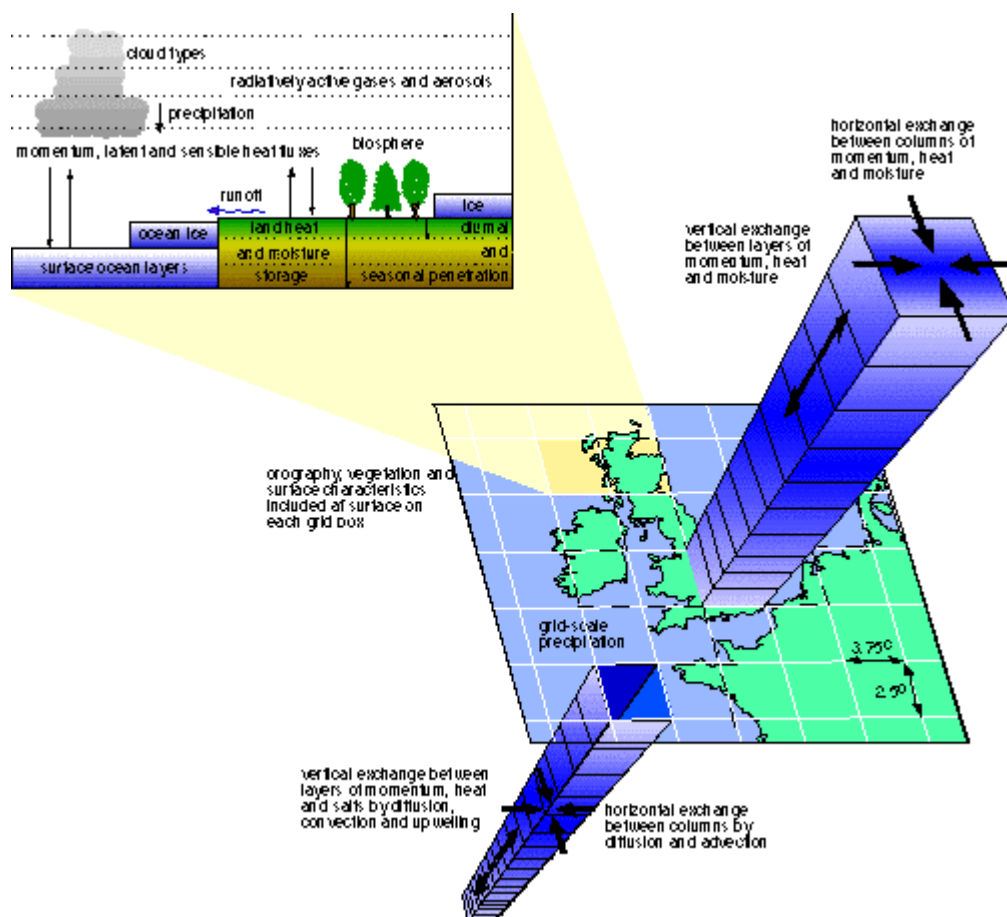 cloud types
radiatively active gases and aerosols
precipitation
momentum, latent and sensible heat fluxes
biosphere
run off
ice
ocean ice
land heat
diurnal
and moisture
and
surface ocean layers
storage
seasonal penetration
horizontal exchange
between columns of
momentum, heat
and moisture
vertical exchange
between layers of
momentum, heat
and moisture
orography, vegetation and
surface characteristics
included at surface on
each grid box
grid-scale
precipitation
3.75°
2.5°
vertical exchange between
layers of momentum, heat
and salts by diffusion,
convection and upwelling
horizontal exchange
between columns by
diffusion and advection